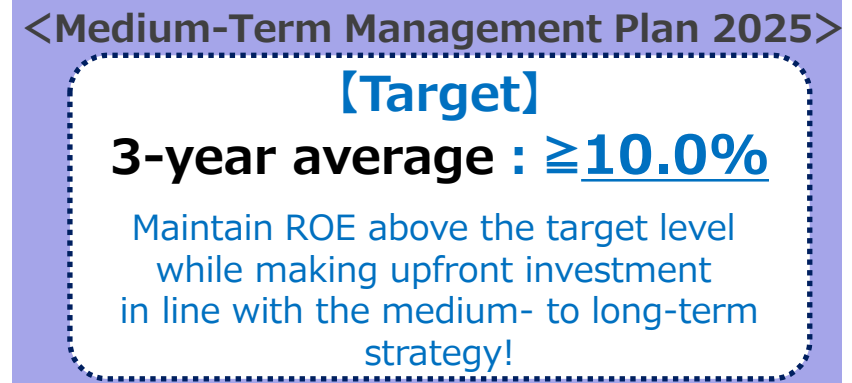 <Medium-Term Management Plan 2025>
【Target】
3-year average : ≧10.0%
Maintain ROE above the target level
while making upfront investment
in line with the medium- to long-term
strategy!